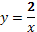 y = 2/x